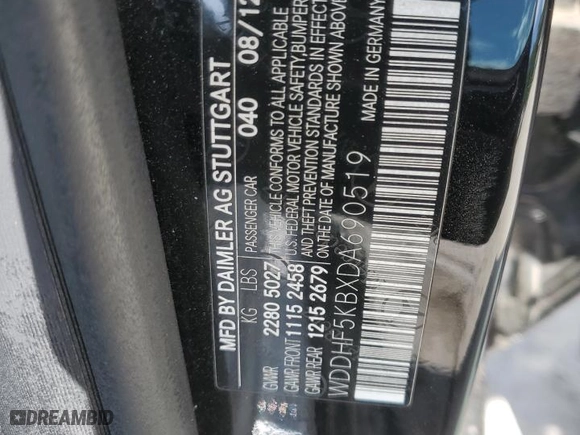 MFD BY DAIMLER AG STUTTGART
040 08/12
KG LBS PASSENGER CAR
GVWR 2280 5027
GAWR FRONT 1115 2458
GAWR REAR 1215 2679
THIS VEHICLE CONFORMS TO ALL APPLICABLE
U.S. FEDERAL MOTOR VEHICLE SAFETY, BUMPER
AND THEFT PREVENTION STANDARDS IN EFFECT
ON THE DATE OF MANUFACTURE SHOWN ABOVE
WDDHF5KBXDA690519
MADE IN GERMANY
DREAMBID